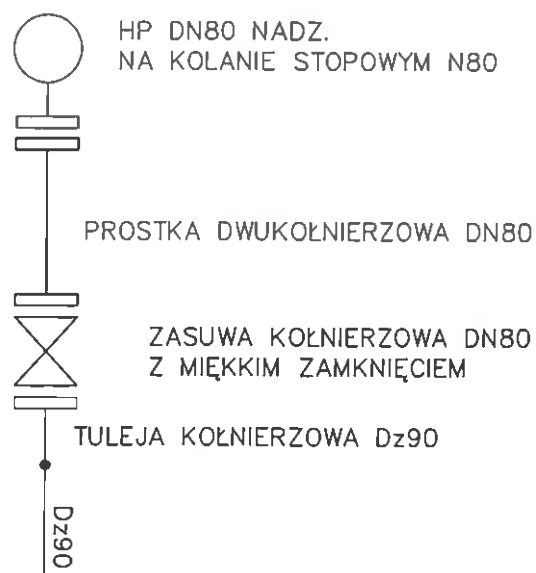 HP DN80 NADZ.
NA KOLANIE STOPOWYM N80
PROSTKA DWUKOŁNIERZOWA DN80
ZASUWA KOŁNIERZOWA DN80
Z MIĘKKIM ZAMKNIĘCIEM
TULEJA KOŁNIERZOWA Dz90
Dz90